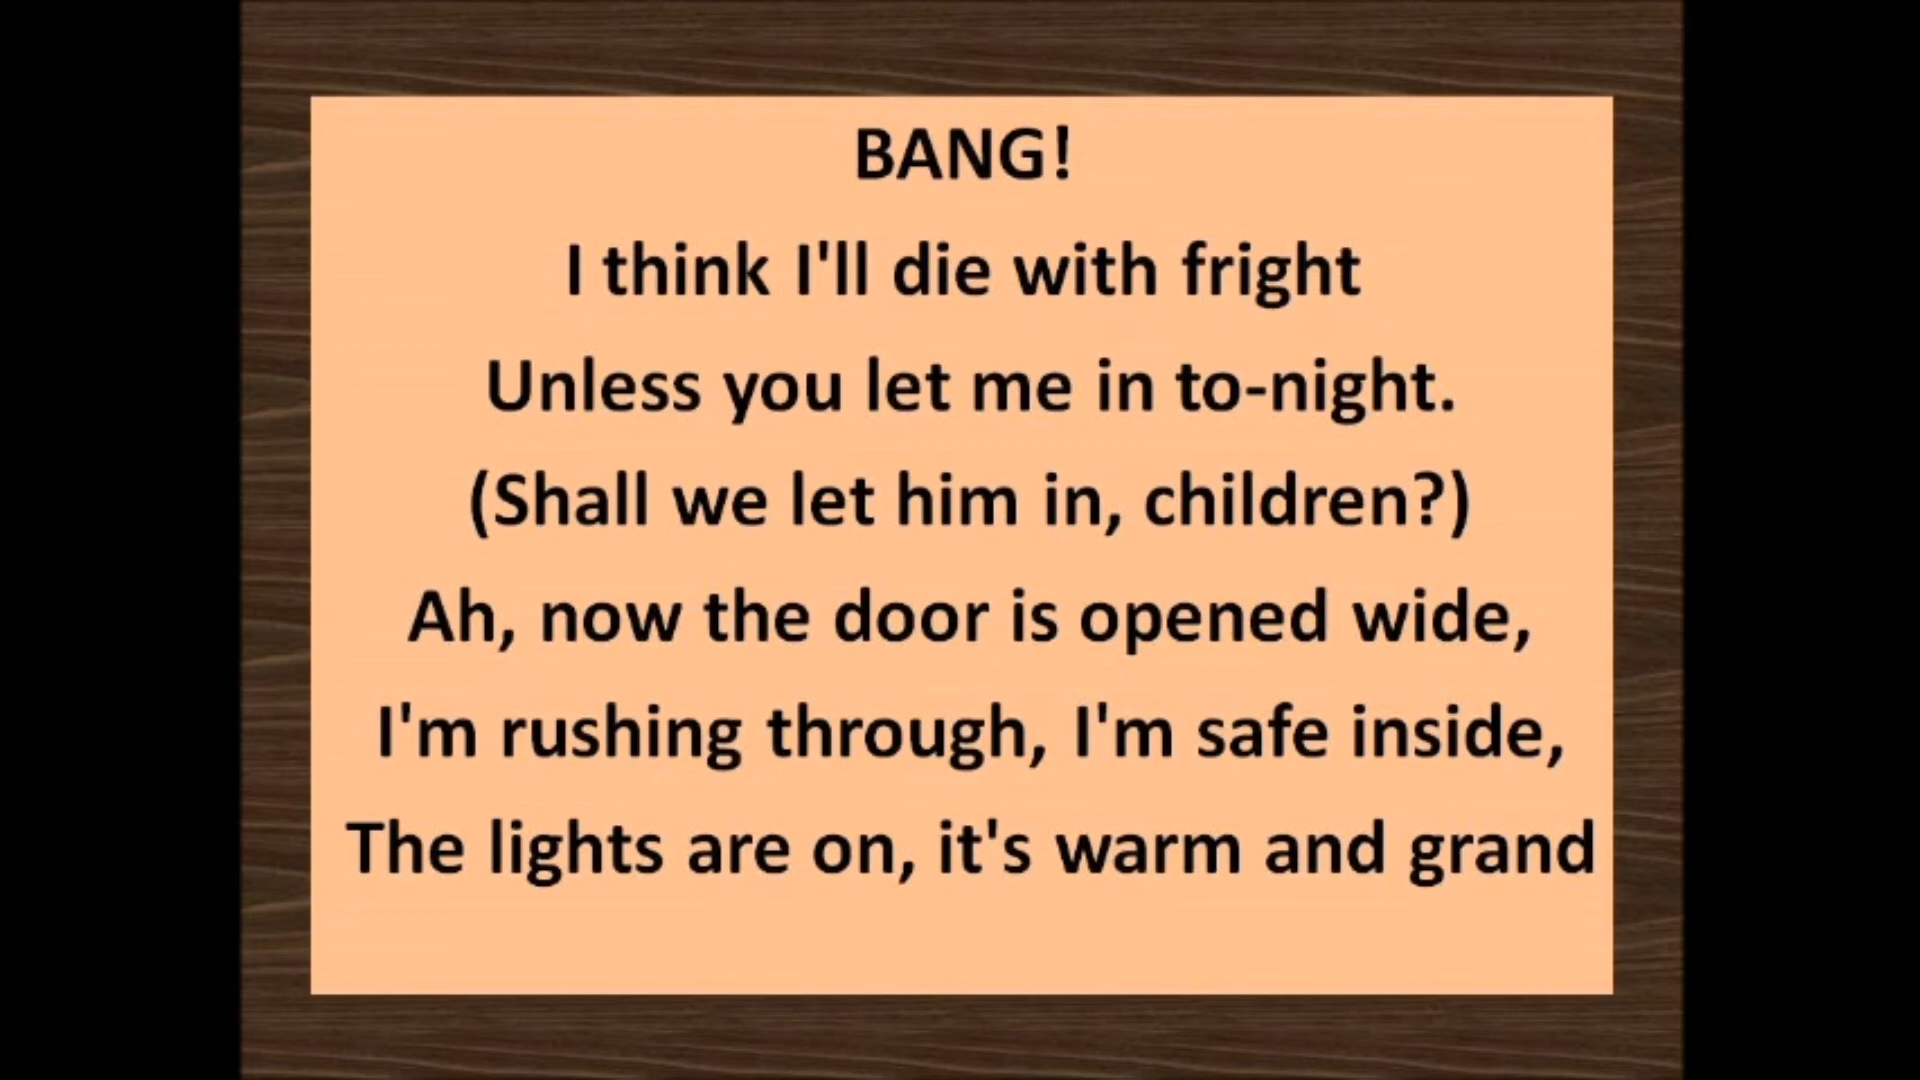 BANG!
I think I'll die with fright
Unless you let me in to-night.
(Shall we let him in, children?)
Ah, now the door is opened wide,
I'm rushing through, I'm safe inside,
The lights are on, it's warm and grand